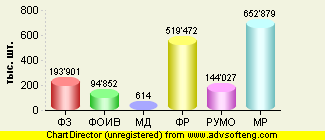 800
600
400
200
0
тыс. шт.
193'901
94'852
614
519'472
144'027
652'879
ФЗ
ФОИВ
МД
ФР
РУМО
МР
ChartDirector (unregistered) from www.advsofteng.com